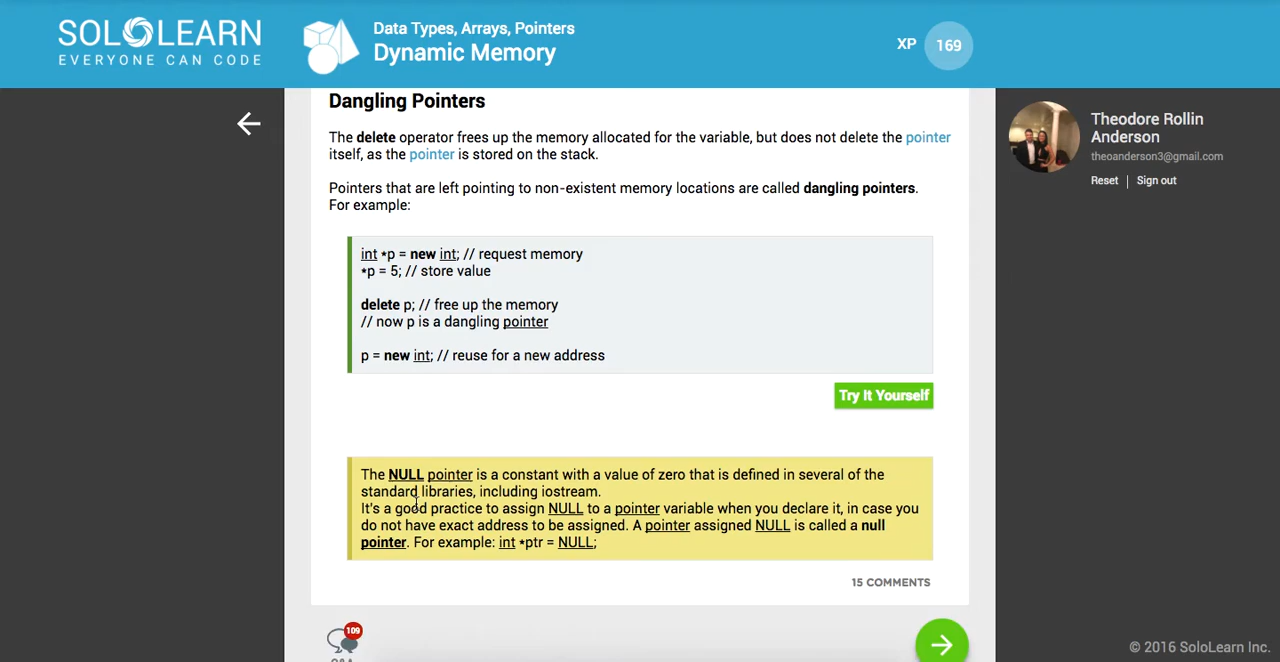 SOLOLEARN
EVERYONE CAN CODE
Data Types, Arrays, Pointers
Dynamic Memory
XP 169
Dangling Pointers
The delete operator frees up the memory allocated for the variable, but does not delete the pointer
itself, as the pointer is stored on the stack.
Pointers that are left pointing to non-existent memory locations are called dangling pointers.
For example:
int *p = new int; // request memory
*p = 5; // store value
delete p; // free up the memory
// now p is a dangling pointer
p = new int; // reuse for a new address
Try It Yourself
The NULL pointer is a constant with a value of zero that is defined in several of the
standard libraries, including iostream.
It's a good practice to assign NULL to a pointer variable when you declare it, in case you
do not have exact address to be assigned. A pointer assigned NULL is called a null
pointer. For example: int *ptr = NULL;
15 COMMENTS
109
Theodore Rollin
Anderson
theoanderson3@gmail.com
Reset | Sign out
© 2016 SoloLearn Inc.